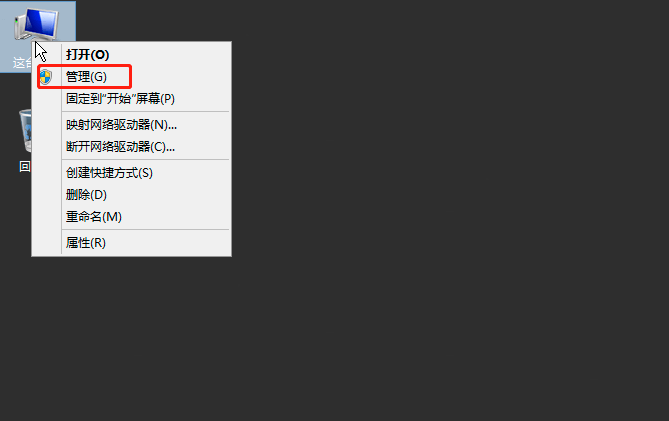 这台
回
打开(O)
管理(G)
固定到"开始"屏幕(P)
映射网络驱动器(N)...
断开网络驱动器(C)...
创建快捷方式(S)
删除(D)
重命名(M)
属性(R)